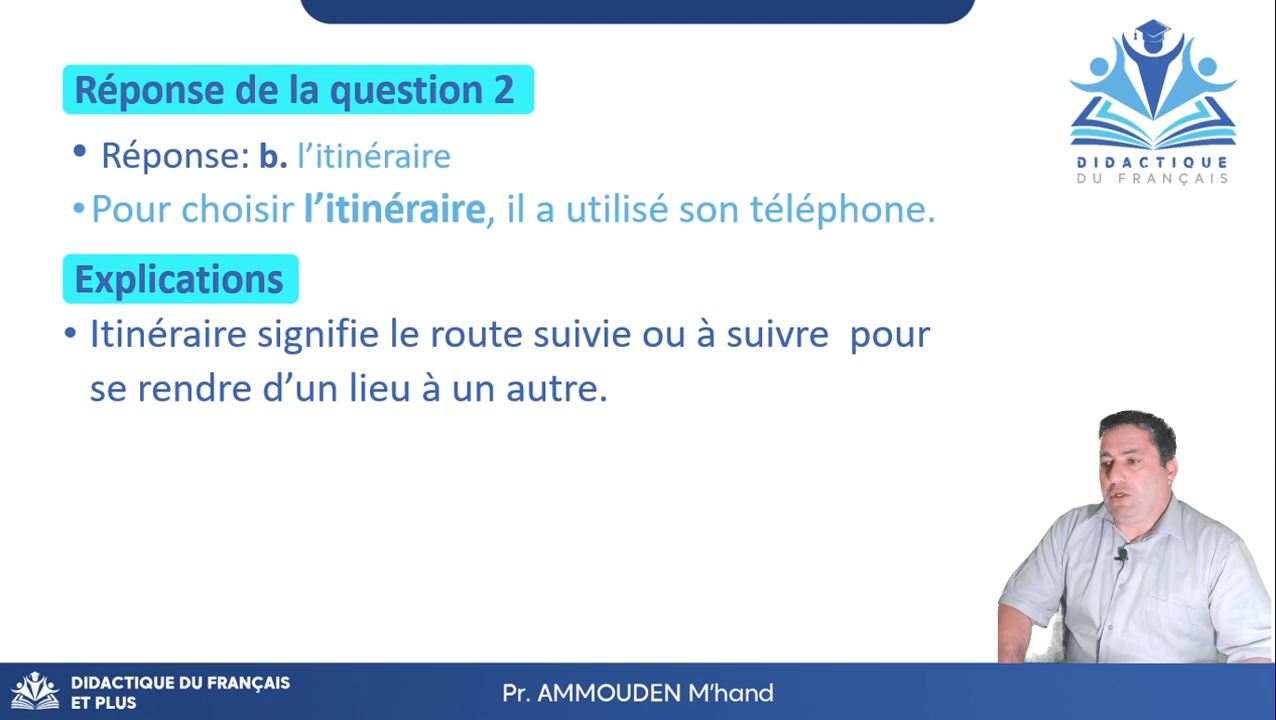 Réponse de la question 2
• Réponse: b. l’itinéraire
• Pour choisir l’itinéraire, il a utilisé son téléphone.
Explications
• Itinéraire signifie le route suivie ou à suivre pour
se rendre d’un lieu à un autre.
DIDACTIQUE
DU FRANÇAIS
DIDACTIQUE DU FRANÇAIS
ET PLUS
Pr. AMMOUDEN M’hand